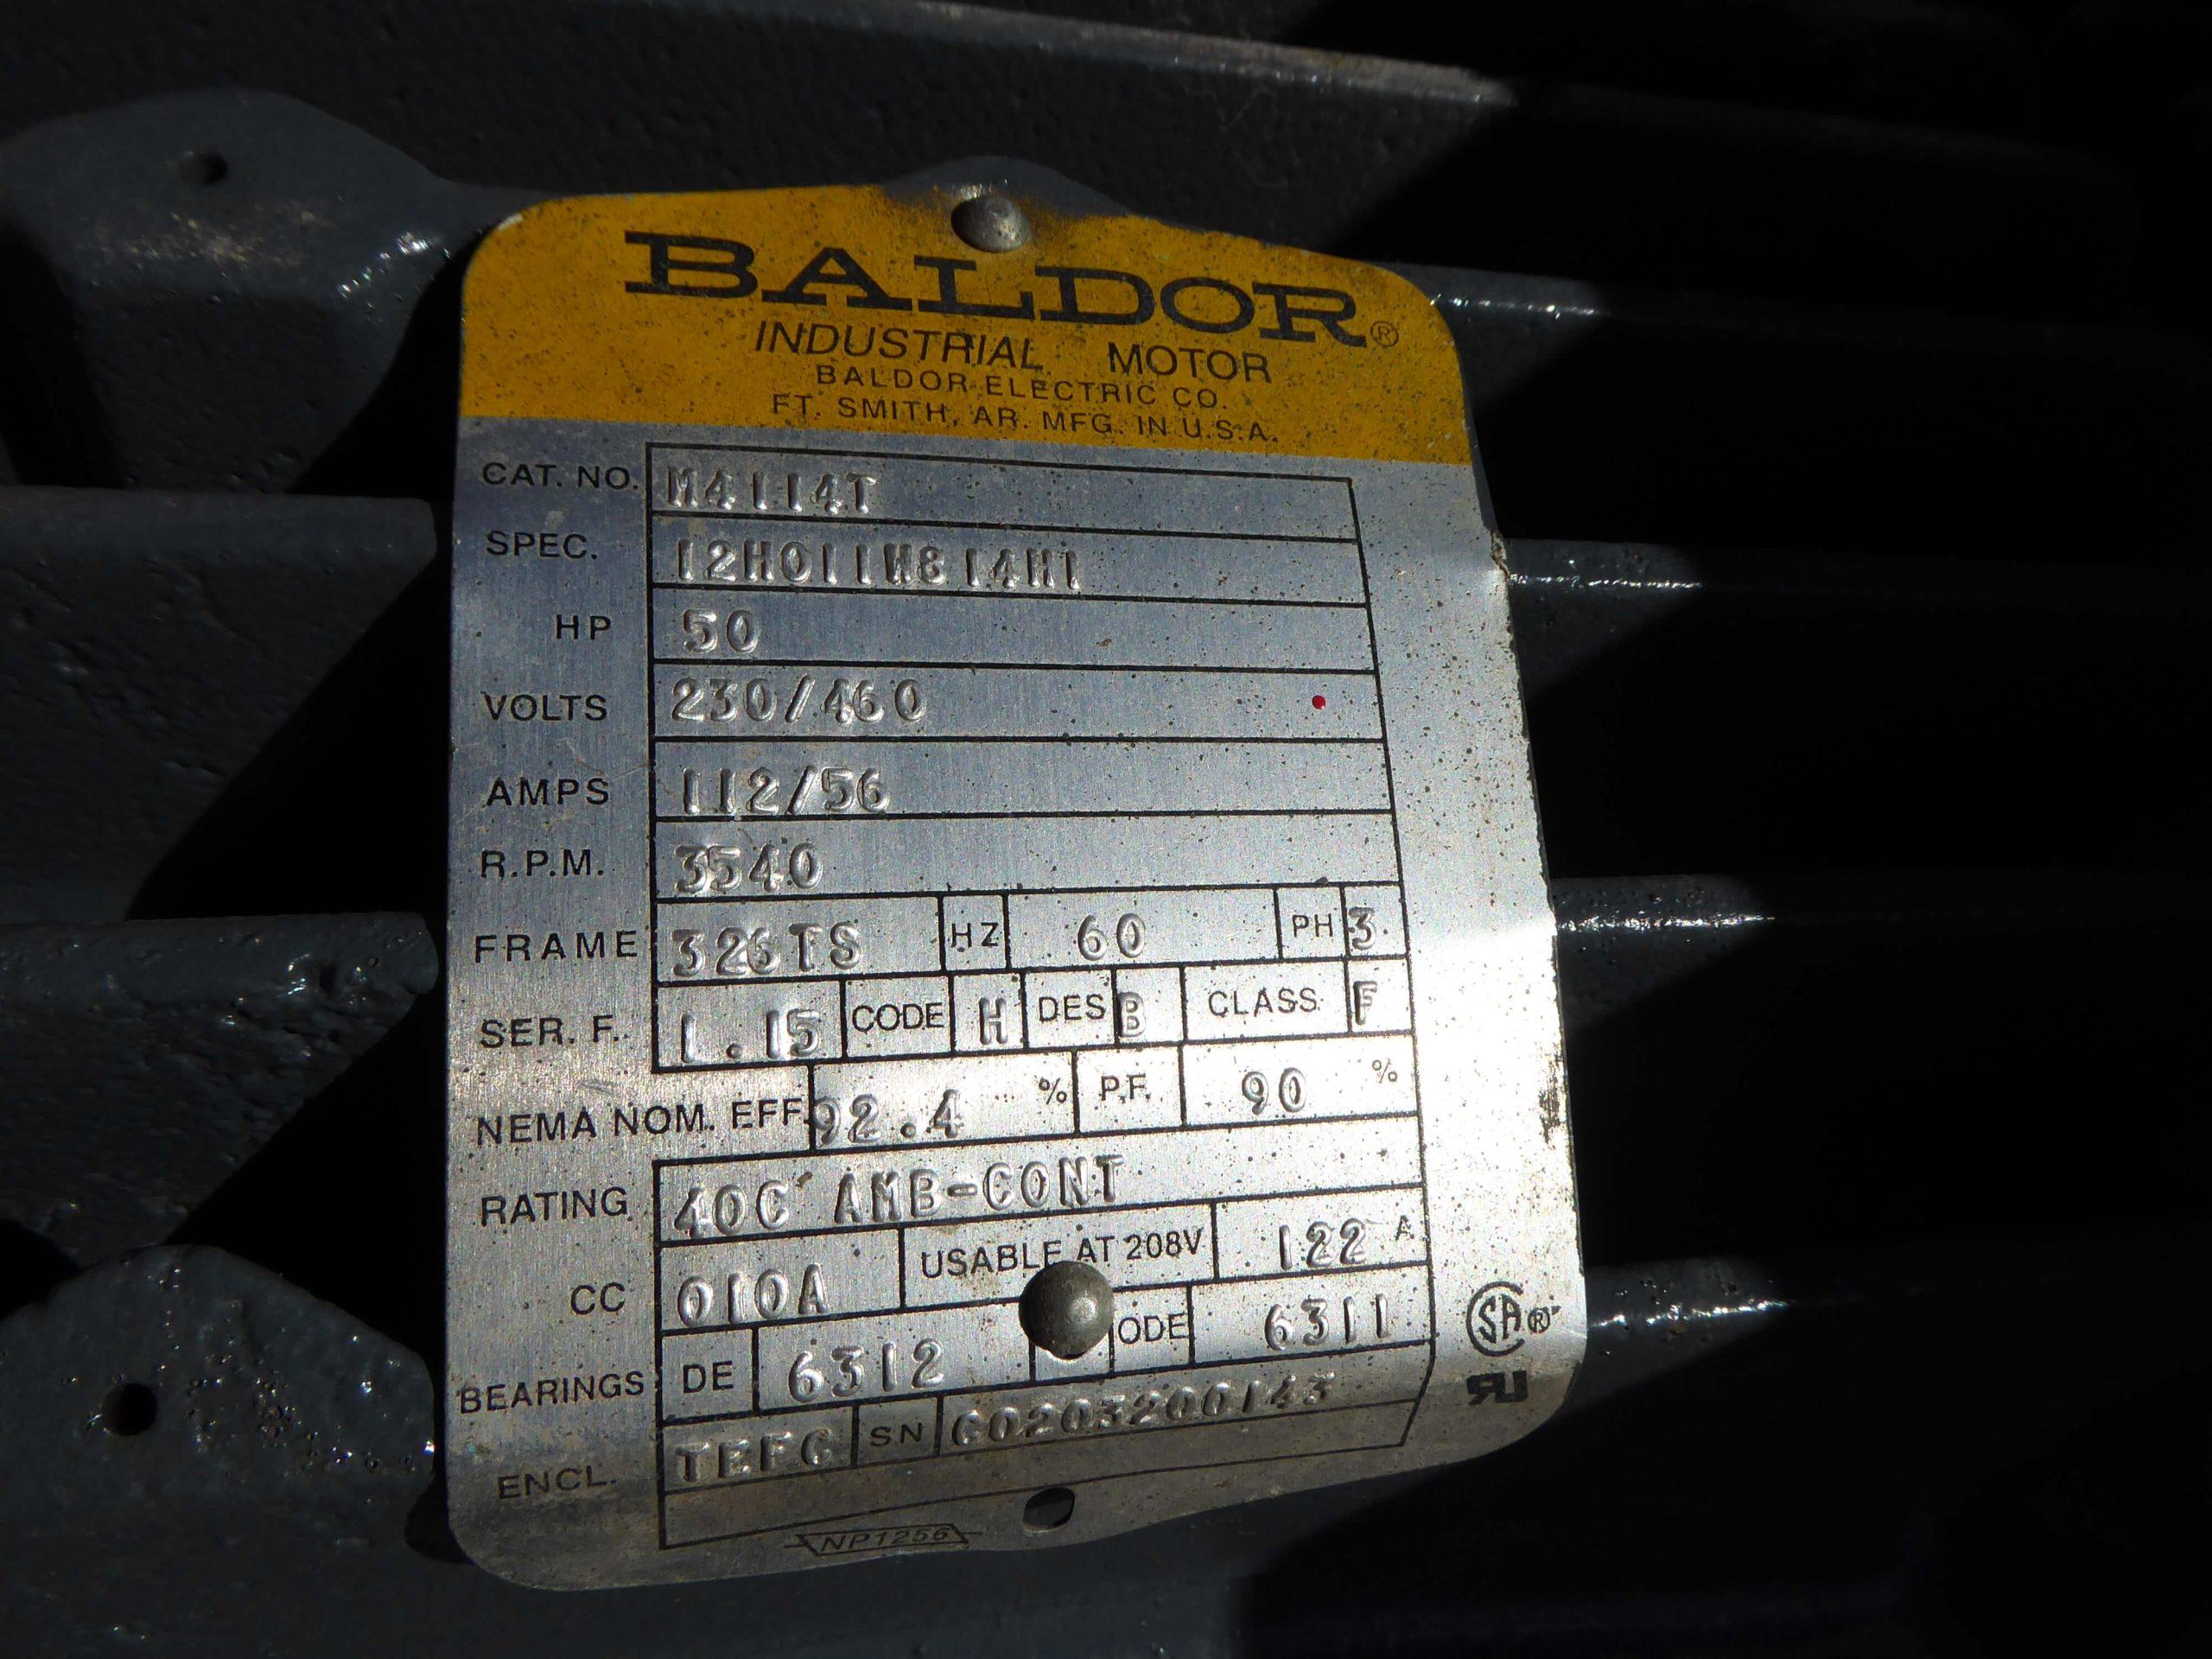 BALDOR®
INDUSTRIAL MOTOR
BALDOR ELECTRIC CO.
FT. SMITH, AR. MFG. IN U.S.A.
CAT. NO. M4114T
SPEC. 12H011W814H1
HP 50
VOLTS 230/460
AMPS 112/56
R.P.M. 3540
FRAME 326TS HZ 60 PH 3
SER. F. 1.15 CODE H DES B CLASS F
NEMA NOM. EFF. 92.4 % P.F. 90 %
RATING 40C AMB-CONT
CC 010A USABLE AT 208V 122 A
BEARINGS DE 6312 ODE 6311
ENCL. TEFC SN C0203200143
SA ®
NP1256